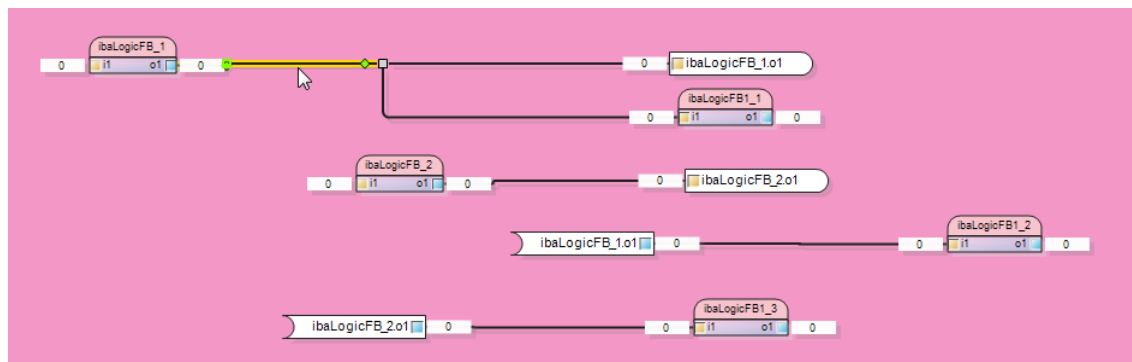 ibaLogicFB_1
0 i1 o1 0 0 ibaLogicFB_1.o1
ibaLogicFB1_1
0 i1 o1 0
ibaLogicFB_2
0 i1 o1 0 0 ibaLogicFB_2.o1
ibaLogicFB1_2
ibaLogicFB_1.o1 0 0 i1 o1 0
ibaLogicFB1_3
ibaLogicFB_2.o1 0 0 i1 o1 0